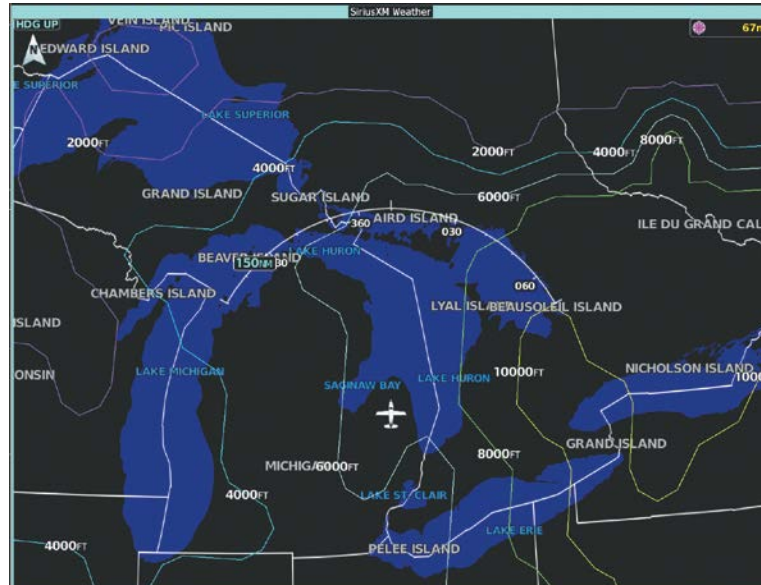 SiriusXM Weather
HDG UP
N
VEIN ISLAND
PIC ISLAND
67
EDWARD ISLAND
E SUPERIOR
LAKE SUPERIOR
2000FT
2000FT
4000FT
8000FT
4000FT
GRAND ISLAND
SUGAR ISLAND
6000FT
360
AIRD ISLAND
030
ILE DU GRAND CAL
LAKE HURON
BEAVER ISLAND
150NM
30
CHAMBERS ISLAND
060
LYAL ISLAND
BEAUSOLEIL ISLAND
ISLAND
LAKE MICHIGAN
ONSIN
SAGINAW BAY
LAKE HURON
10000FT
NICHOLSON ISLAND
1000
GRAND ISLAND
MICHIGA
6000FT
8000FT
4000FT
LAKE ST. CLAIR
LAKE ERIE
4000FT
PELEE ISLAND